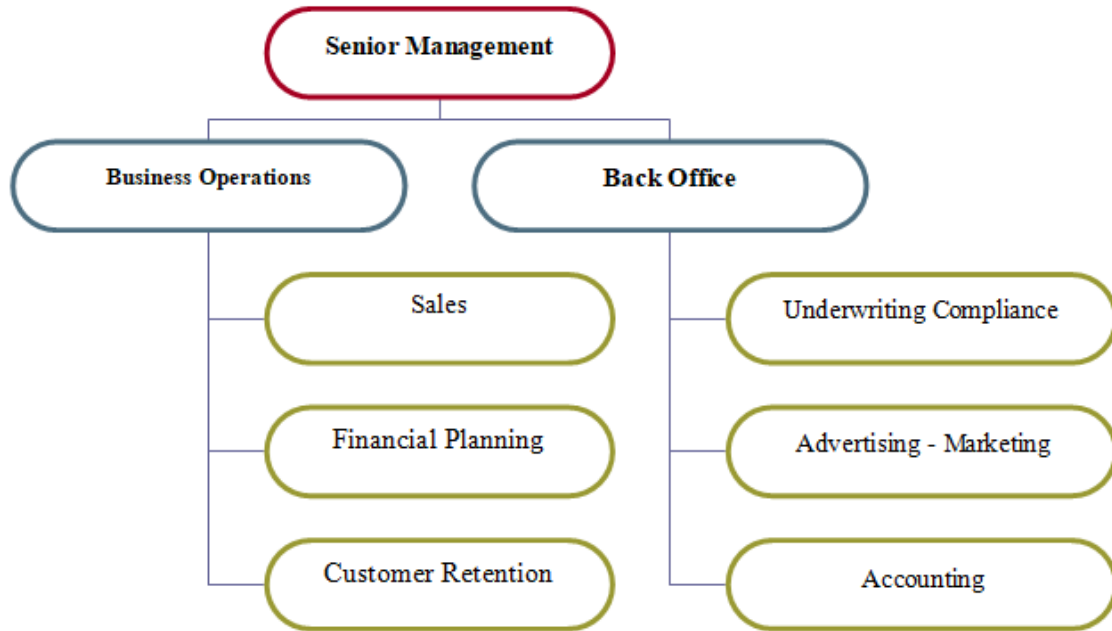 Senior Management
Business Operations
Back Office
Sales
Financial Planning
Customer Retention
Underwriting Compliance
Advertising - Marketing
Accounting